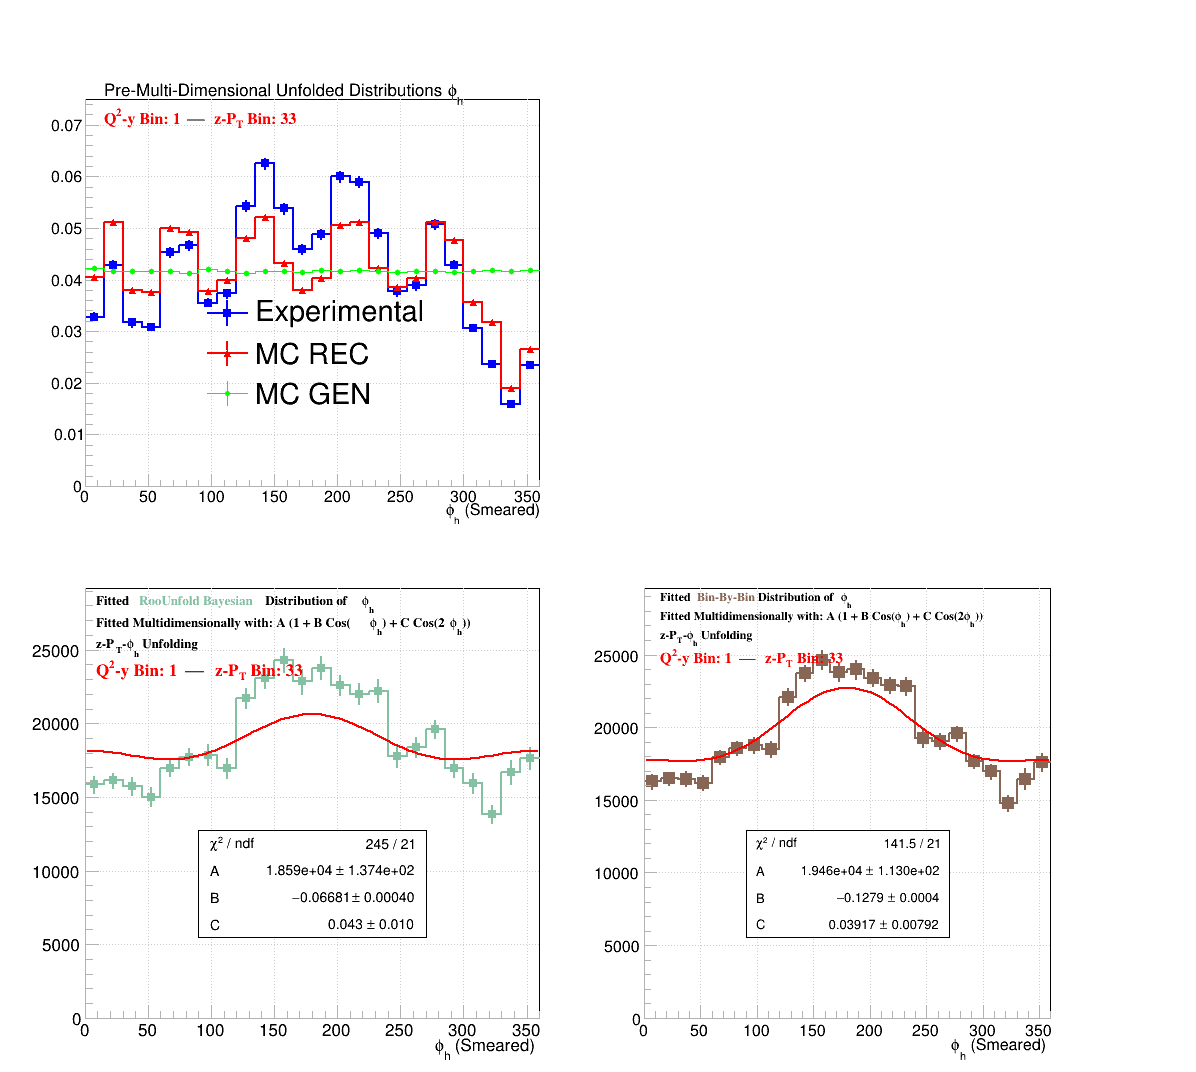 Pre-Multi-Dimensional Unfolded Distributions ϕh
Q2-y Bin: 1 — z-PT Bin: 33
0.07
0.06
0.05
0.04
0.03
0.02
0.01
0
Experimental
MC REC
MC GEN
0 50 100 150 200 250 300 350
ϕh (Smeared)
Fitted RooUnfold Bayesian Distribution of ϕh
Fitted Multidimensionally with: A (1 + B Cos(ϕh) + C Cos(2 ϕh))
z-PT-ϕh Unfolding
Q2-y Bin: 1 — z-PT Bin: 33
25000
20000
15000
10000
5000
0
χ2 / ndf 245 / 21
A 1.859e+04 ± 1.374e+02
B −0.06681 ± 0.00040
C 0.043 ± 0.010
0 50 100 150 200 250 300 350
ϕh (Smeared)
Fitted Bin-By-Bin Distribution of ϕh
Fitted Multidimensionally with: A (1 + B Cos(ϕh) + C Cos(2ϕh))
z-PT-ϕh Unfolding
Q2-y Bin: 1 — z-PT Bin: 33
25000
20000
15000
10000
5000
0
χ2 / ndf 141.5 / 21
A 1.946e+04 ± 1.130e+02
B −0.1279 ± 0.0004
C 0.03917 ± 0.00792
0 50 100 150 200 250 300 350
ϕh (Smeared)